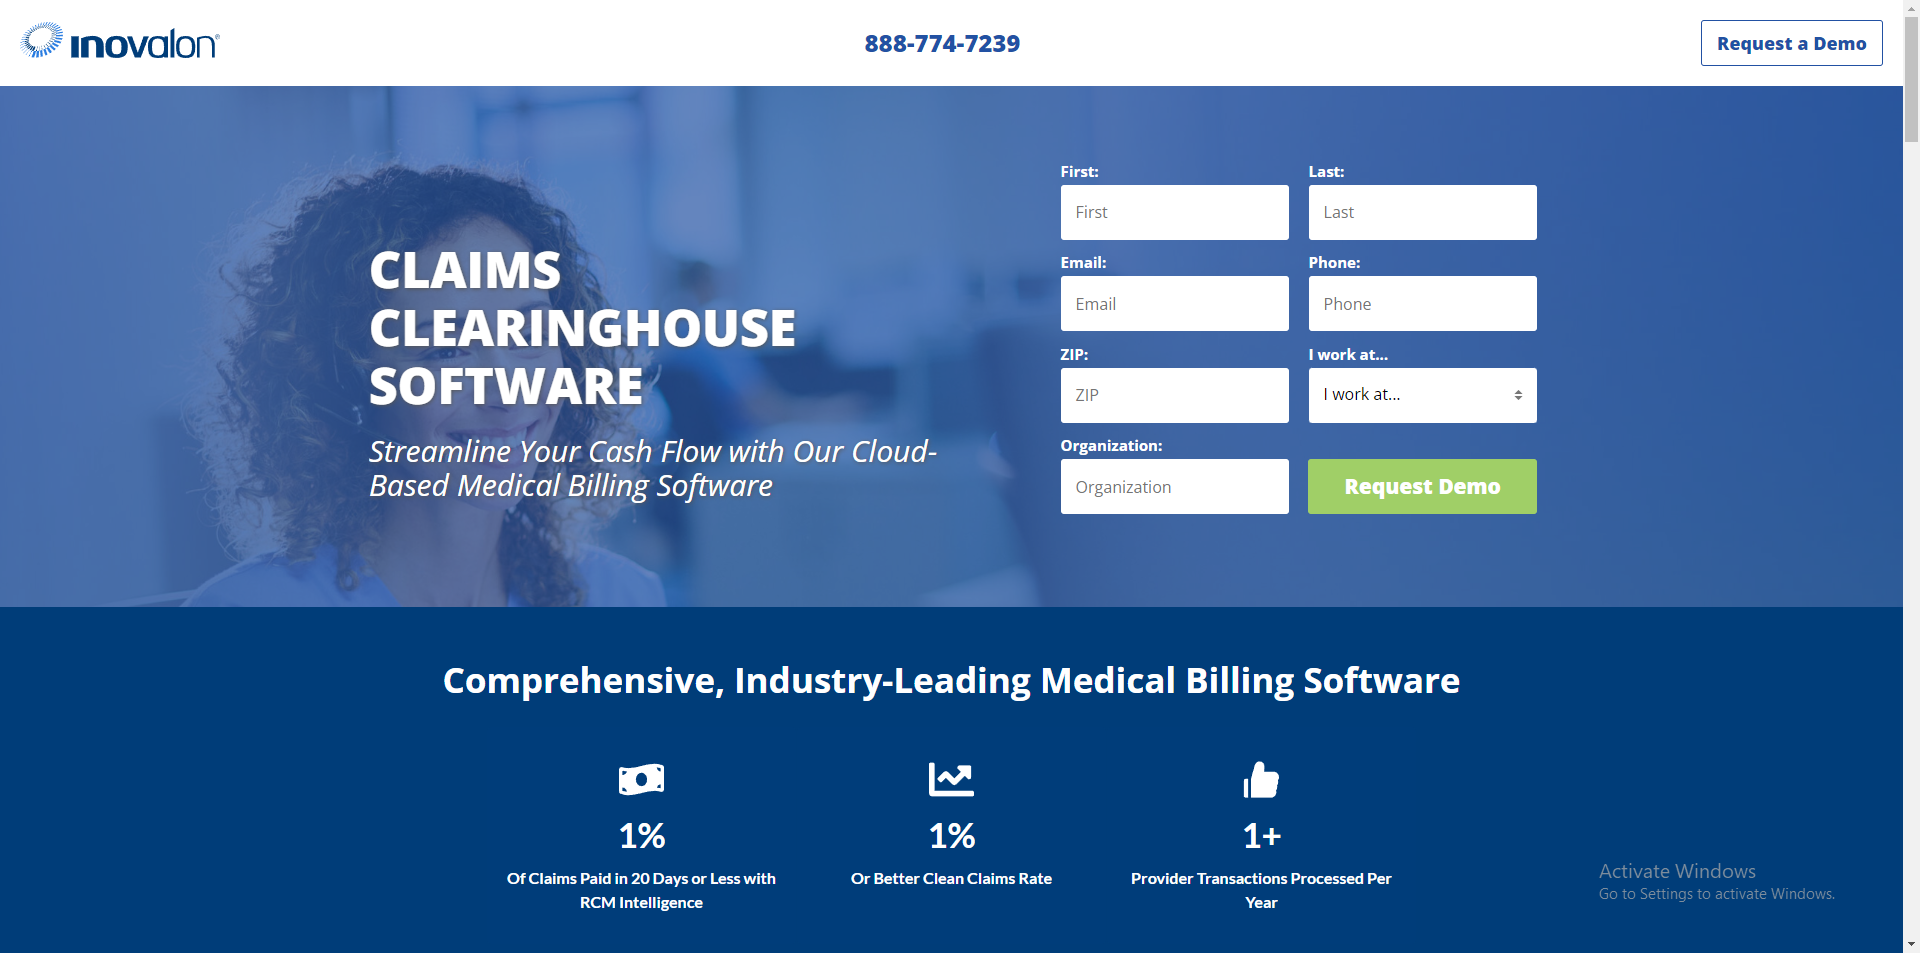 inovalon®
888-774-7239
Request a Demo
CLAIMS
CLEARINGHOUSE
SOFTWARE
Streamline Your Cash Flow with Our Cloud-
Based Medical Billing Software
First:
Last:
First
Last
Email:
Phone:
Email
Phone
ZIP:
I work at...
ZIP
I work at...
Organization:
Organization
Request Demo
Comprehensive, Industry-Leading Medical Billing Software
1%
Of Claims Paid in 20 Days or Less with
RCM Intelligence
1%
Or Better Clean Claims Rate
1+
Provider Transactions Processed Per
Year
Activate Windows
Go to Settings to activate Windows.